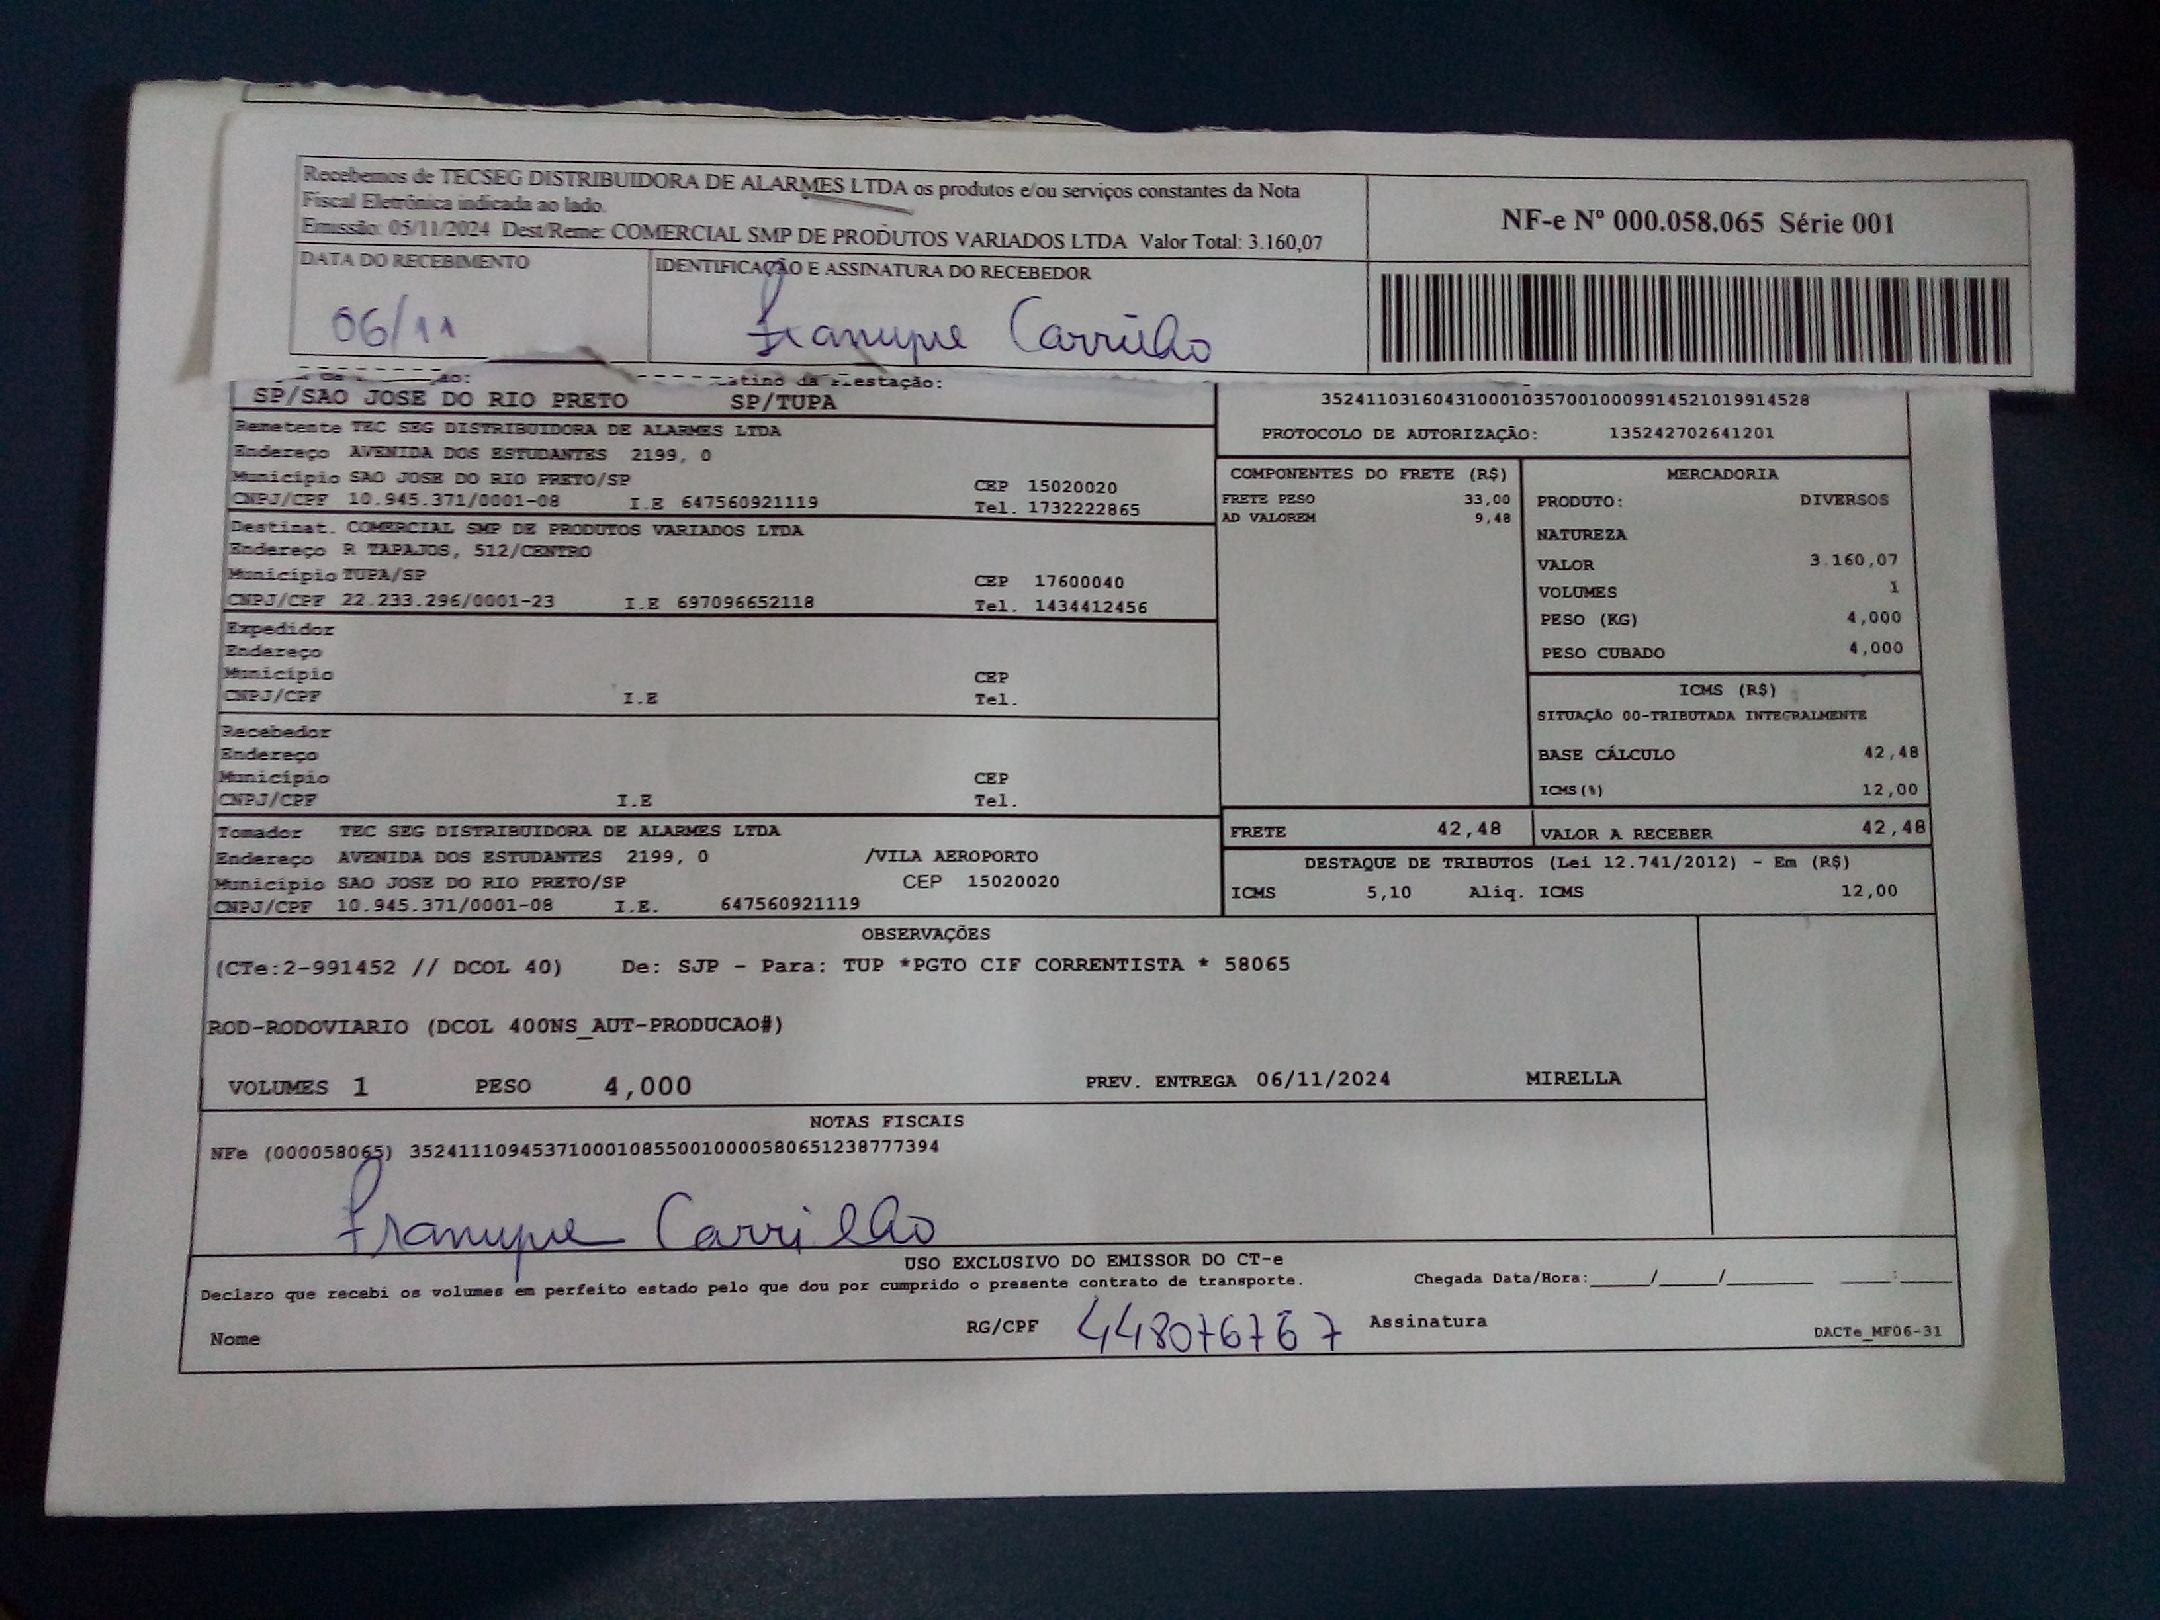 Recebemos de TECSEG DISTRIBUIDORA DE ALARMES LTDA os produtos e/ou serviços constantes da Nota
Fiscal Eletrônica indicada ao lado.
Emissão: 05/11/2024 Dest/Reme: COMERCIAL SMP DE PRODUTOS VARIADOS LTDA Valor Total: 3.160,07
NF-e Nº 000.058.065 Série 001
DATA DO RECEBIMENTO
IDENTIFICAÇÃO E ASSINATURA DO RECEBEDOR
06/11
Carrilho
SP/SAO JOSE DO RIO PRETO SP/TUPA
35241103160431000103570010009914521019914528
PROTOCOLO DE AUTORIZAÇÃO: 135242702641201
Remetente TEC SEG DISTRIBUIDORA DE ALARMES LTDA
Endereço AVENIDA DOS ESTUDANTES 2199, 0
Município SAO JOSE DO RIO PRETO/SP CEP 15020020
CNPJ/CPF 10.945.371/0001-08 I.E 647560921119 Tel. 1732222865
Destinat. COMERCIAL SMP DE PRODUTOS VARIADOS LTDA
Endereço R TAPAJOS, 512/CENTRO
Município TUPA/SP CEP 17600040
CNPJ/CPF 22.233.296/0001-23 I.E 697096652118 Tel. 1434412456
Expedidor
Endereço
Município CEP
CNPJ/CPF I.E Tel.
Recebedor
Endereço
Município CEP
CNPJ/CPF I.E Tel.
Tomador TEC SEG DISTRIBUIDORA DE ALARMES LTDA
Endereço AVENIDA DOS ESTUDANTES 2199, 0 /VILA AEROPORTO
Município SAO JOSE DO RIO PRETO/SP CEP 15020020
CNPJ/CPF 10.945.371/0001-08 I.E. 647560921119
COMPONENTES DO FRETE (R$)
FRETE PESO 33,00
AD VALOREM 9,48
MERCADORIA
PRODUTO: DIVERSOS
NATUREZA
VALOR 3.160,07
VOLUMES 1
PESO (KG) 4,000
PESO CUBADO 4,000
ICMS (R$)
SITUAÇÃO 00-TRIBUTADA INTEGRALMENTE
BASE CÁLCULO 42,48
ICMS(%) 12,00
FRETE 42,48 VALOR A RECEBER 42,48
DESTAQUE DE TRIBUTOS (Lei 12.741/2012) - Em (R$)
ICMS 5,10 Aliq. ICMS 12,00
OBSERVAÇÕES
(CTe:2-991452 // DCOL 40) De: SJP - Para: TUP *PGTO CIF CORRENTISTA * 58065
ROD-RODOVIARIO (DCOL 400NS_AUT-PRODUCAO#)
VOLUMES 1 PESO 4,000 PREV. ENTREGA 06/11/2024 MIRELLA
NOTAS FISCAIS
NFe (000058065) 35241110945371000108550010000580651238777394
Carrilho
USO EXCLUSIVO DO EMISSOR DO CT-e
Declaro que recebi os volumes em perfeito estado pelo que dou por cumprido o presente contrato de transporte. Chegada Data/Hora:_____/_____/_______ ____:____
Nome RG/CPF 448076767 Assinatura DACTe_MF06-31